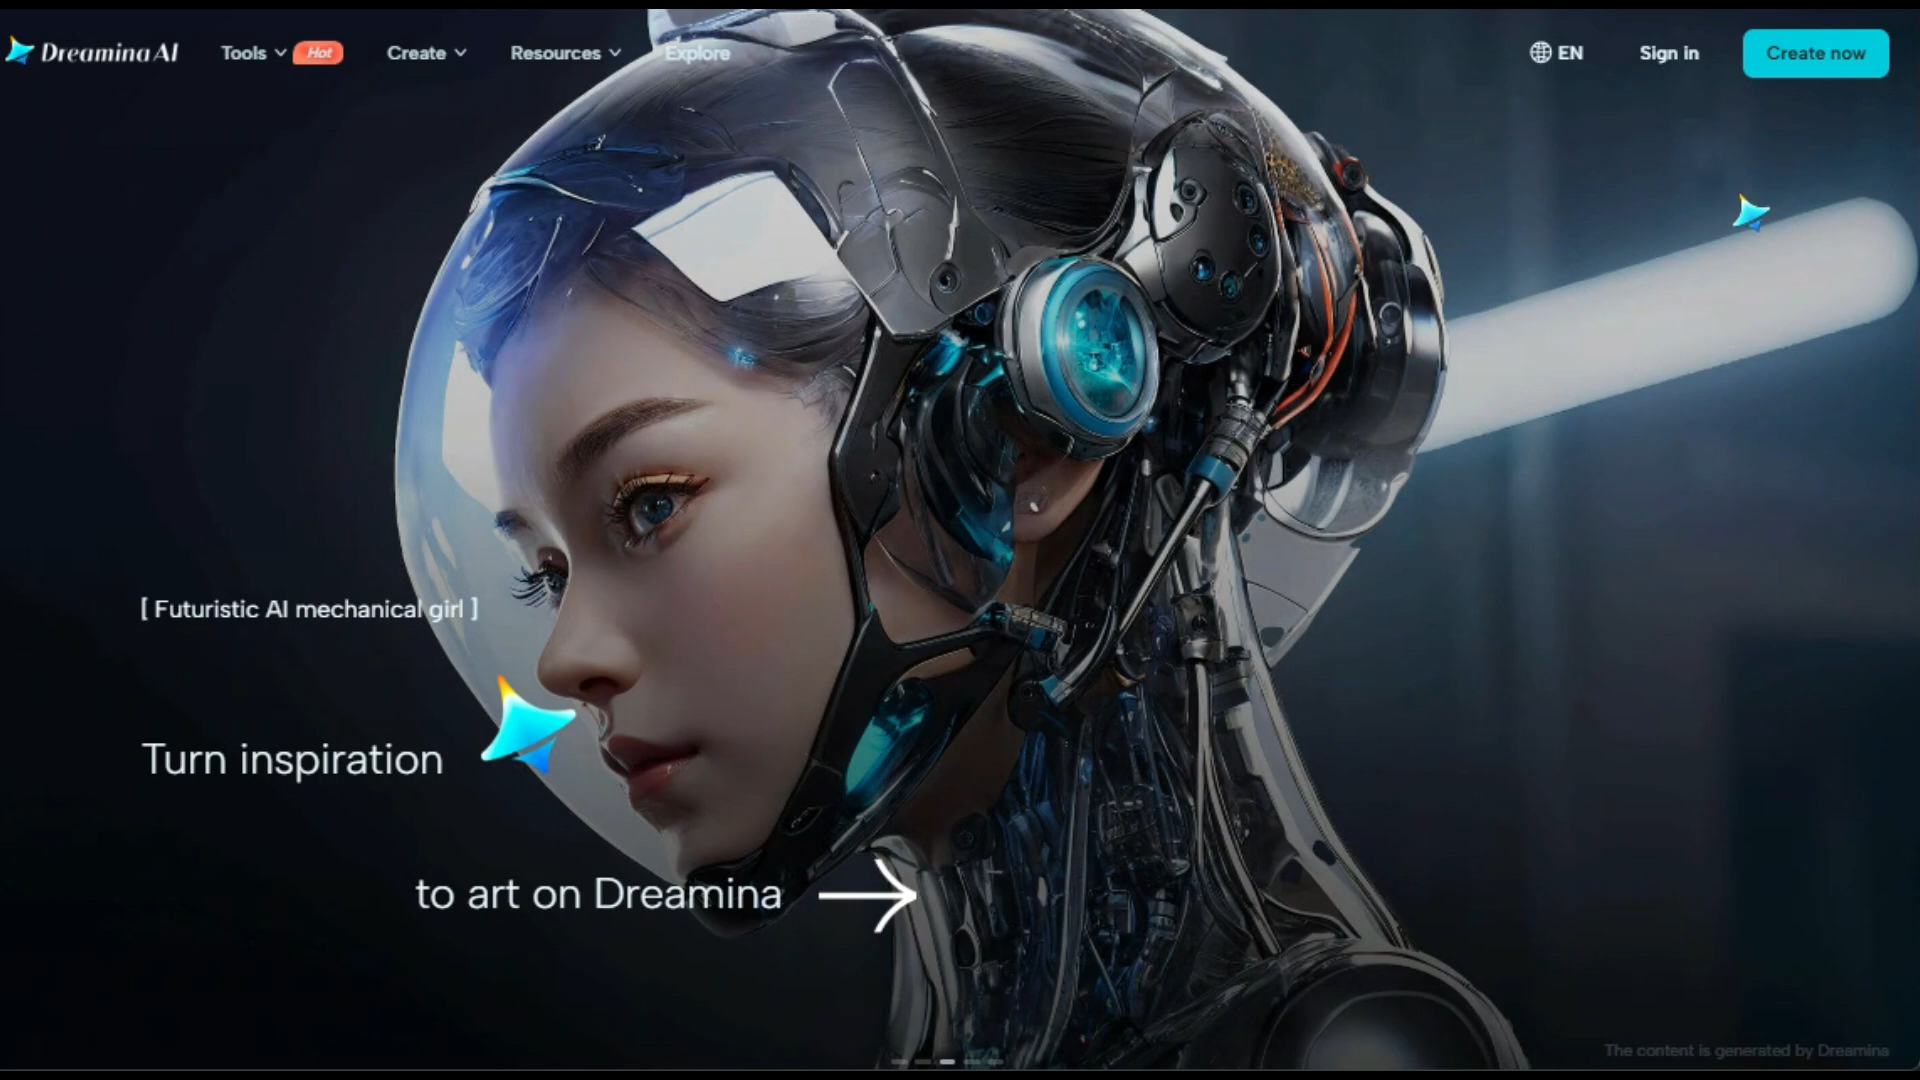 Dreamina AI Tools Hot Create Resources Explore EN Sign in Create now
[ Futuristic AI mechanical girl ]
Turn inspiration
to art on Dreamina
The content is generated by Dreamina